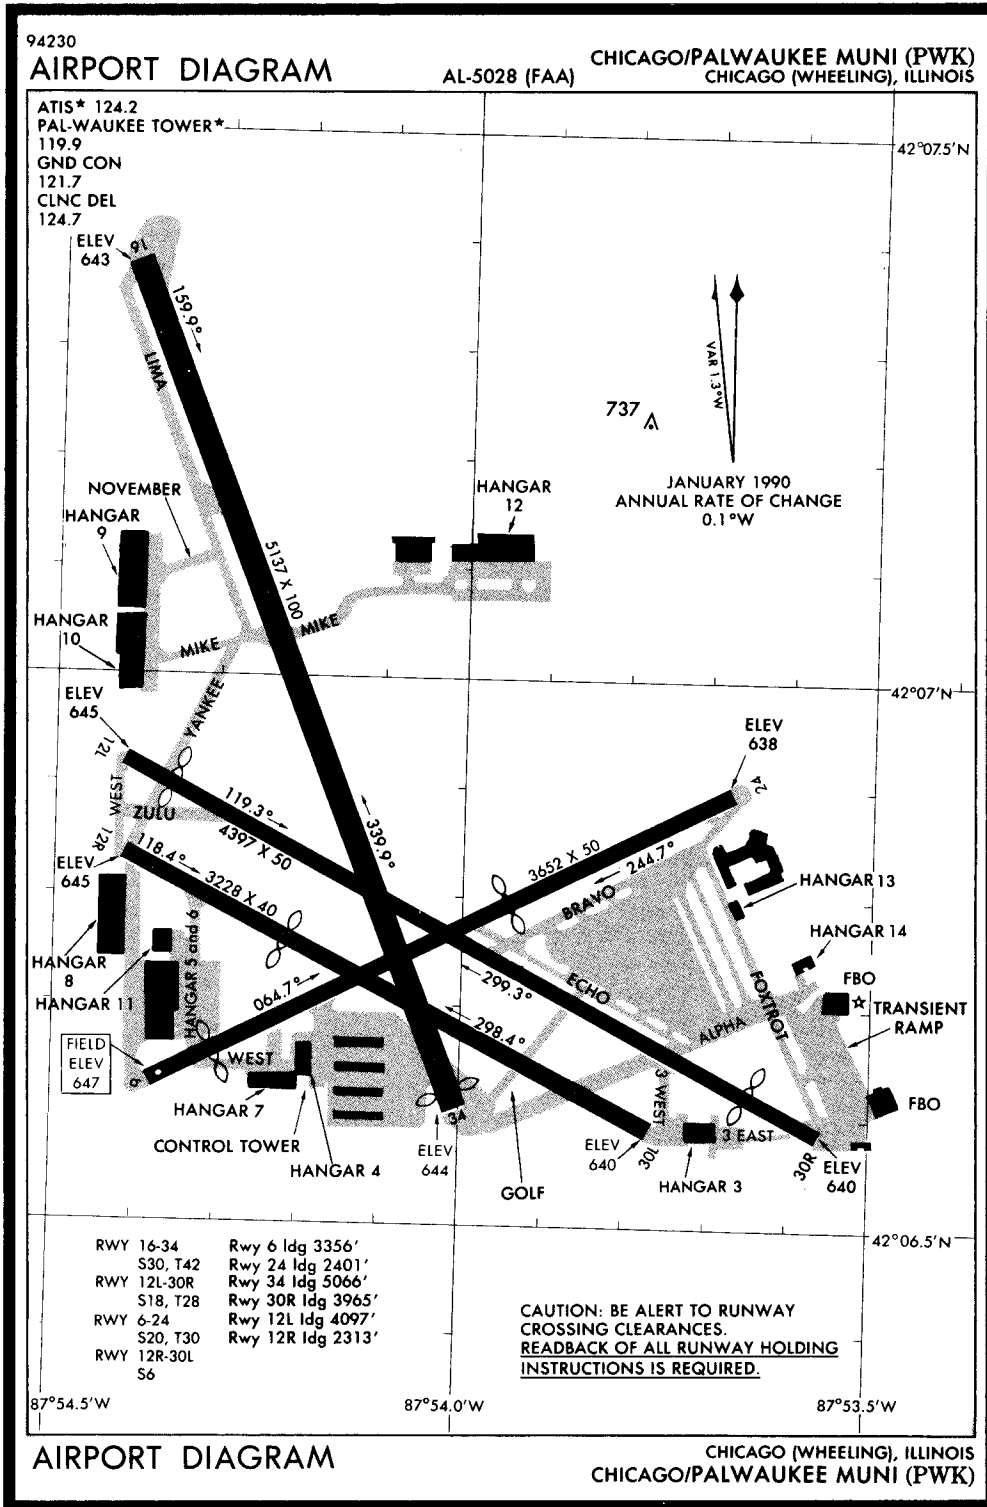 94230
AIRPORT DIAGRAM
AL-5028 (FAA)
CHICAGO/PALWAUKEE MUNI (PWK)
CHICAGO (WHEELING), ILLINOIS
ATIS* 124.2
PAL-WAUKEE TOWER*
119.9
GND CON
121.7
CLNC DEL
124.7
42°07.5'N
ELEV
643
16
159.9°
LIMA
VAR 1.3°W
737
JANUARY 1990
ANNUAL RATE OF CHANGE
0.1°W
NOVEMBER
HANGAR
9
HANGAR
12
5137 X 100
HANGAR
10
MIKE
MIKE
YANKEE
42°07'N
ELEV
645
12L
ELEV
638
24
WEST
ZULU
119.3°
4397 X 50
339.9°
12R
118.4°
3228 X 40
ELEV
645
3652 X 50
244.7°
BRAVO
HANGAR 13
HANGAR 14
HANGAR
8
HANGAR 11
HANGAR 5 and 6
064.7°
299.3°
ECHO
298.4°
ALPHA
FOXTROT
FBO
TRANSIENT
RAMP
FIELD
ELEV
647
6
WEST
HANGAR 7
CONTROL TOWER
HANGAR 4
34
ELEV
644
GOLF
3 WEST
3 EAST
ELEV
640
30L
HANGAR 3
30R
ELEV
640
FBO
42°06.5'N
RWY 16-34
S30, T42
RWY 12L-30R
S18, T28
RWY 6-24
S20, T30
RWY 12R-30L
S6
Rwy 6 ldg 3356'
Rwy 24 ldg 2401'
Rwy 34 ldg 5066'
Rwy 30R ldg 3965'
Rwy 12L ldg 4097'
Rwy 12R ldg 2313'
CAUTION: BE ALERT TO RUNWAY
CROSSING CLEARANCES.
READBACK OF ALL RUNWAY HOLDING
INSTRUCTIONS IS REQUIRED.
87°54.5'W
87°54.0'W
87°53.5'W
AIRPORT DIAGRAM
CHICAGO (WHEELING), ILLINOIS
CHICAGO/PALWAUKEE MUNI (PWK)